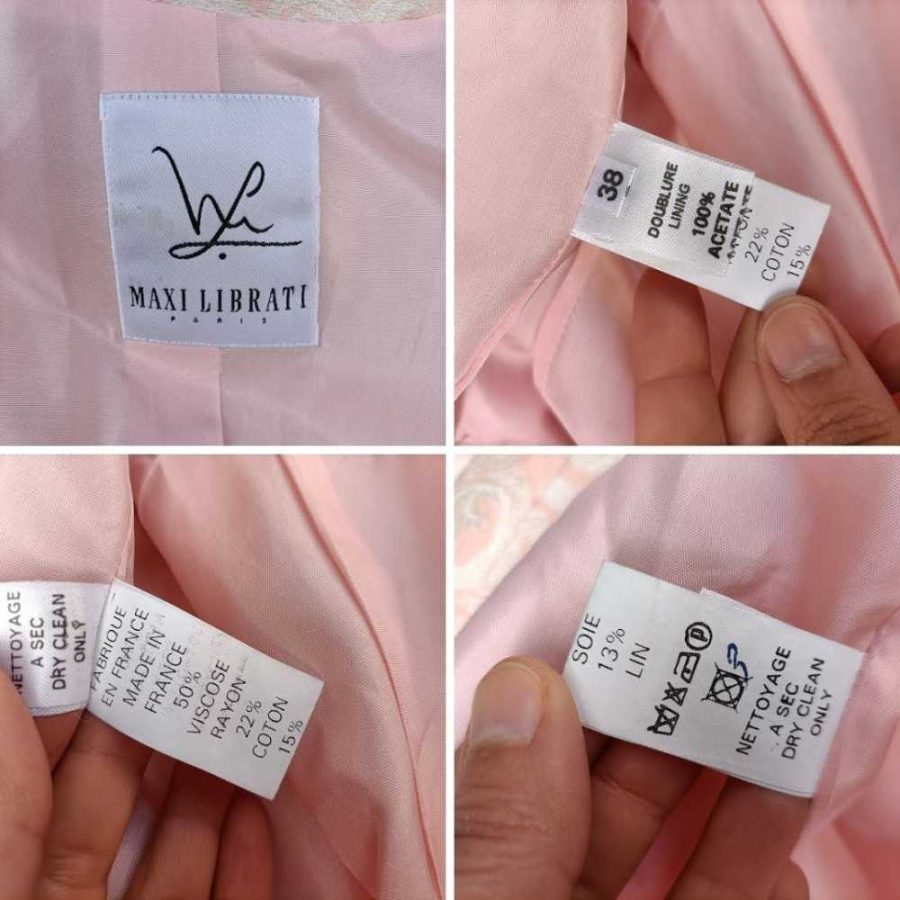 MAXI LIBRATI
PARIS
38
DOUBLURE
LINING
100%
ACETATE
22%
COTON
15%
NETTOYAGE
A SEC
DRY CLEAN
ONLY
FABRIQUE
EN FRANCE
MADE IN
FRANCE
50%
VISCOSE
RAYON
22%
COTON
15%
SOIE
13%
LIN
P
NETTOYAGE
A SEC
DRY CLEAN
ONLY